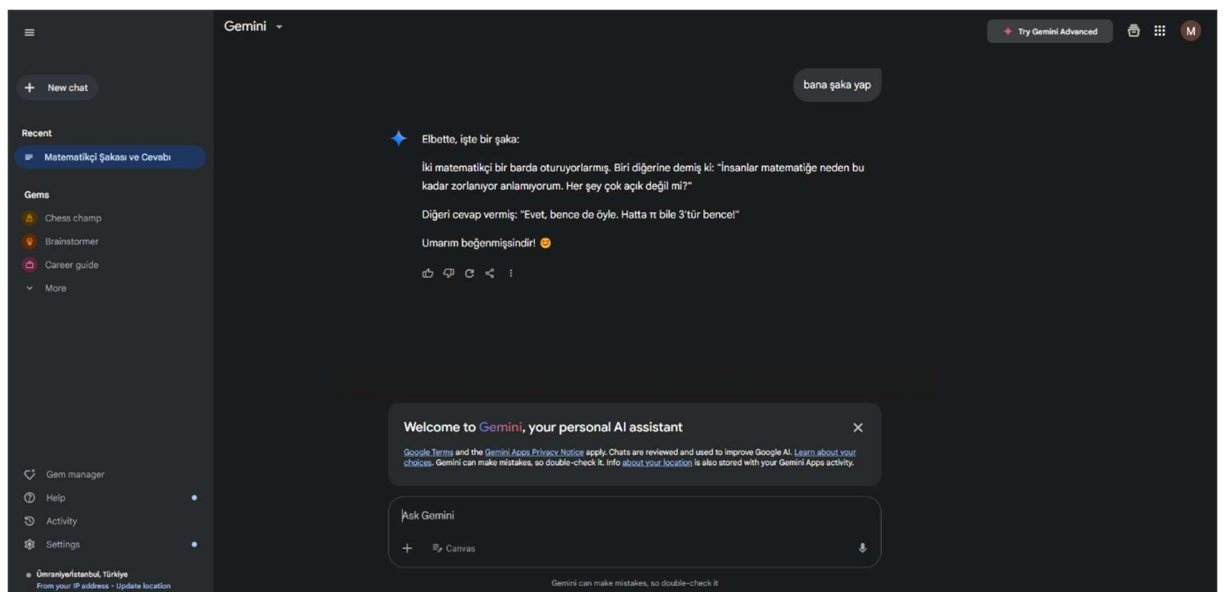 Gemini
Try Gemini Advanced
M
New chat
Recent
Matematikçi Şakası ve Cevabı
Gems
Chess champ
Brainstormer
Career guide
More
Gem manager
Help
Activity
Settings
Ümraniye/İstanbul, Türkiye
From your IP address • Update location
bana şaka yap
Elbette, işte bir şaka:
İki matematikçi bir barda oturuyorlarmış. Biri diğerine demiş ki: "İnsanlar matematiğe neden bu
kadar zorlanıyor anlamıyorum. Her şey çok açık değil mi?"
Diğeri cevap vermiş: "Evet, bence de öyle. Hatta π bile 3'tür bence!"
Umarım beğenmişsindir! 😊
Welcome to Gemini, your personal AI assistant
Google Terms and the Gemini Apps Privacy Notice apply. Chats are reviewed and used to improve Google AI. Learn about your
choices. Gemini can make mistakes, so double-check it. Info about your location is also stored with your Gemini Apps activity.
Ask Gemini
Canvas
Gemini can make mistakes, so double-check it